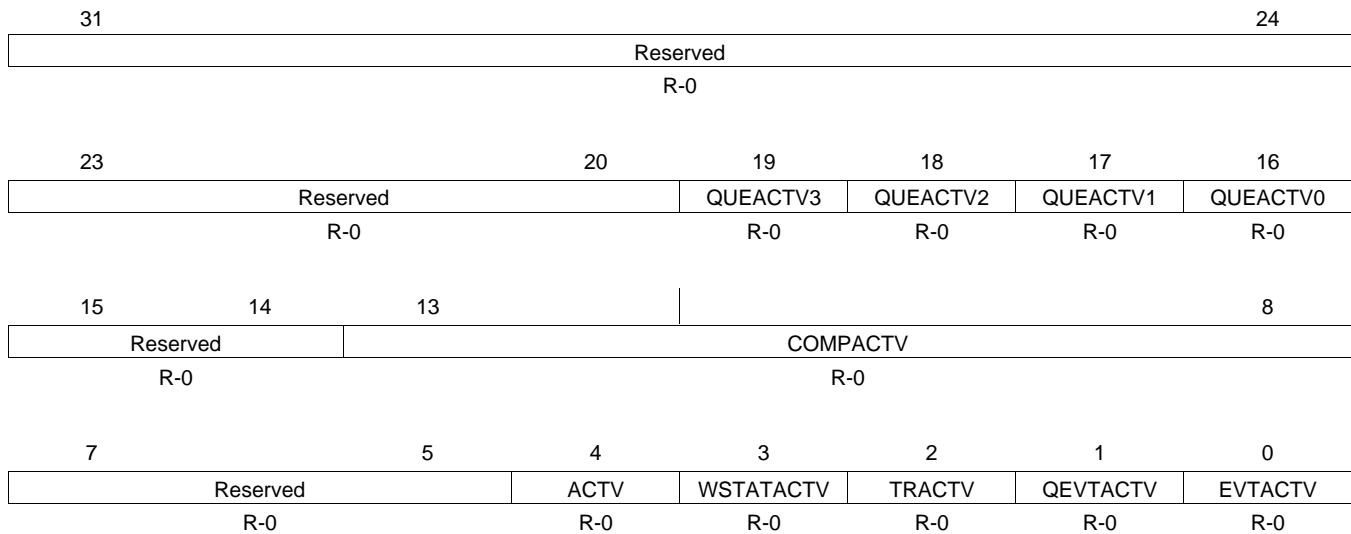 31 24
Reserved
R-0
23 20 19 18 17 16
Reserved QUEACTV3 QUEACTV2 QUEACTV1 QUEACTV0
R-0 R-0 R-0 R-0 R-0
15 14 13 8
Reserved COMPACTV
R-0 R-0
7 5 4 3 2 1 0
Reserved ACTV WSTATACTV TRACTV QEVTACTV EVTACTV
R-0 R-0 R-0 R-0 R-0 R-0